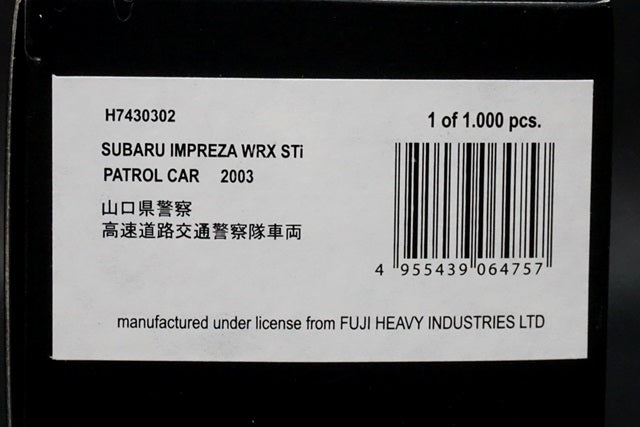 H7430302
1 of 1.000 pcs.
SUBARU IMPREZA WRX STi
PATROL CAR 2003
山口県警察
高速道路交通警察隊車両
4 955439 064757
manufactured under license from FUJI HEAVY INDUSTRIES LTD